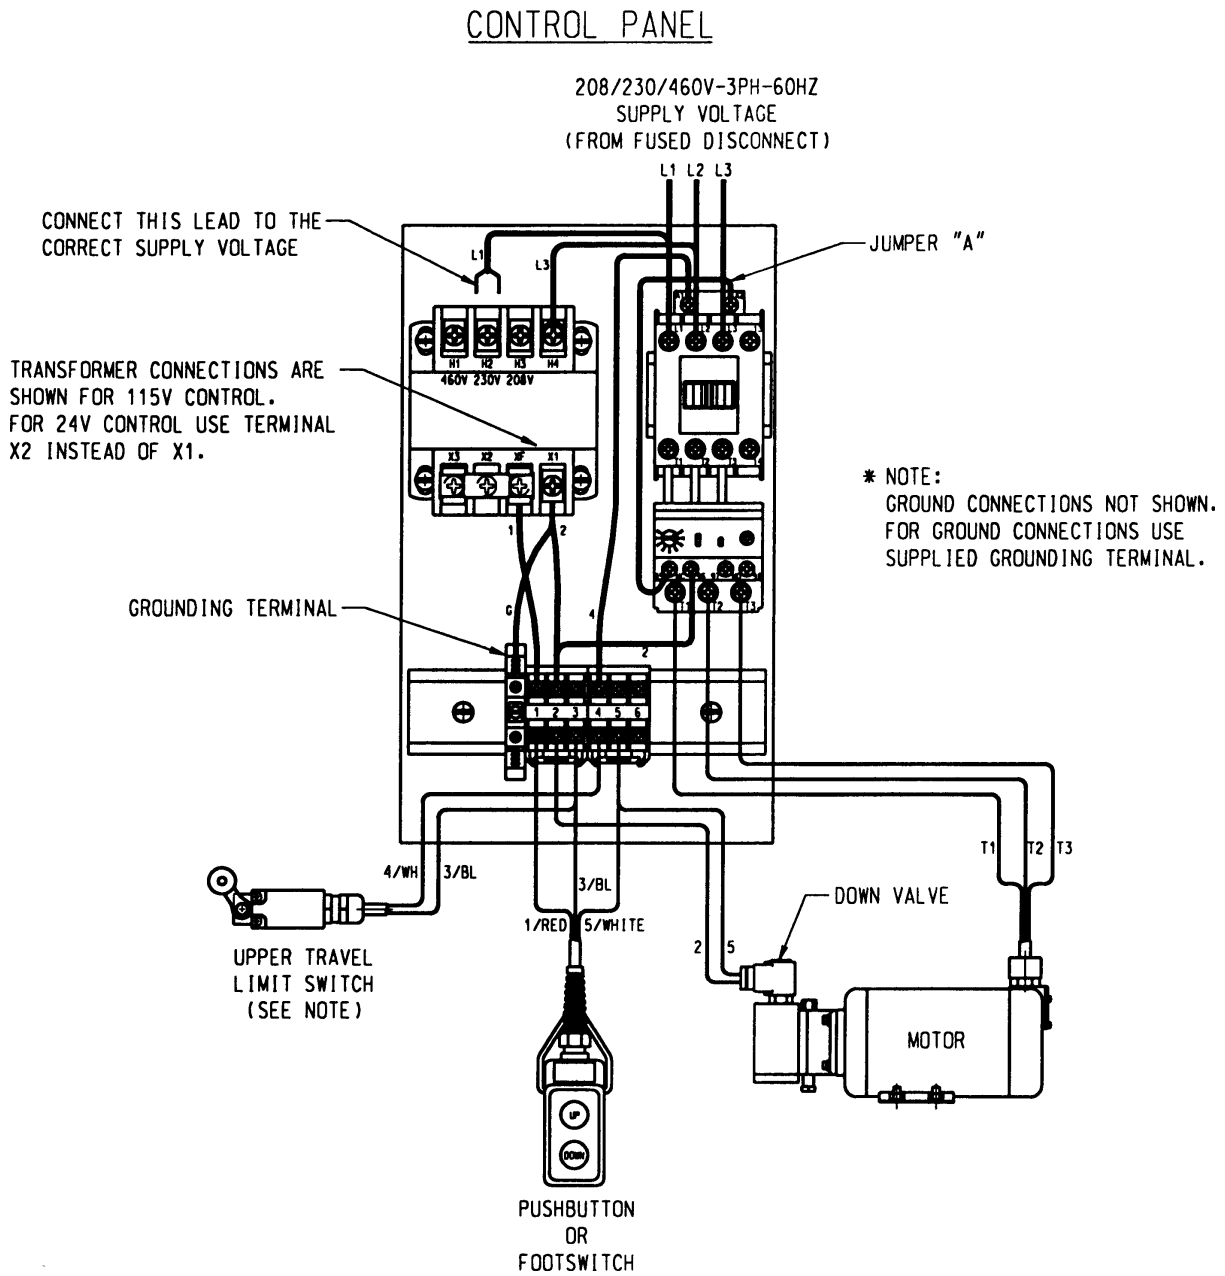 CONTROL PANEL
208/230/460V-3PH-60HZ
SUPPLY VOLTAGE
(FROM FUSED DISCONNECT)
L1 L2 L3
CONNECT THIS LEAD TO THE
CORRECT SUPPLY VOLTAGE
JUMPER "A"
L1
L3
H1 H2 H3 H4
460V 230V 208V
TRANSFORMER CONNECTIONS ARE
SHOWN FOR 115V CONTROL.
FOR 24V CONTROL USE TERMINAL
X2 INSTEAD OF X1.
X3 X2 XF X1
* NOTE:
GROUND CONNECTIONS NOT SHOWN.
FOR GROUND CONNECTIONS USE
SUPPLIED GROUNDING TERMINAL.
1
2
GROUNDING TERMINAL
G
4
2
T2
1 2 3 4 5 6
4/WH
3/BL
3/BL
1/RED
5/WHITE
T1
T2
T3
DOWN VALVE
2
5
UPPER TRAVEL
LIMIT SWITCH
(SEE NOTE)
MOTOR
UP
DOWN
PUSHBUTTON
OR
FOOTSWITCH